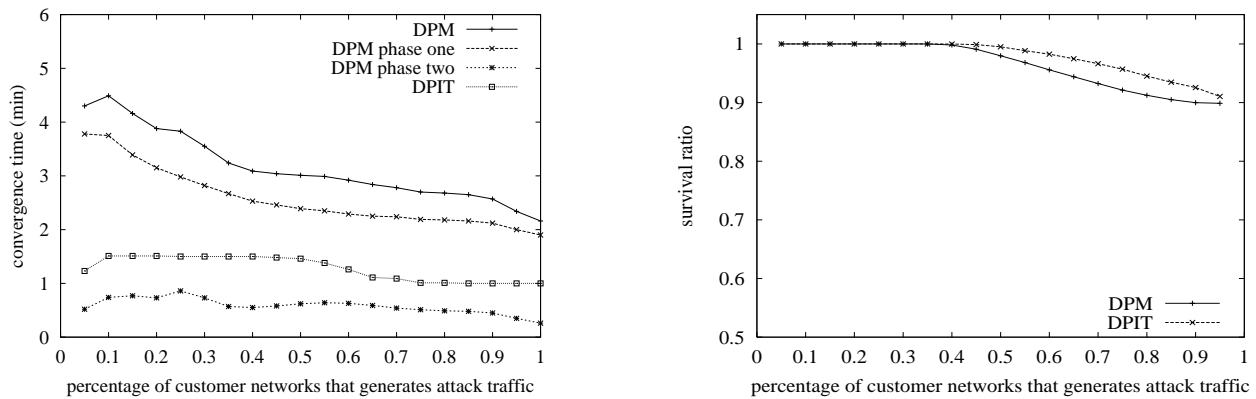 6
5
4
3
2
1
0
convergence time (min)
DPM
DPM phase one
DPM phase two
DPIT
0 0.1 0.2 0.3 0.4 0.5 0.6 0.7 0.8 0.9 1
percentage of customer networks that generates attack traffic
1
0.9
0.8
0.7
0.6
0.5
survival ratio
DPM
DPIT
0 0.1 0.2 0.3 0.4 0.5 0.6 0.7 0.8 0.9 1
percentage of customer networks that generates attack traffic